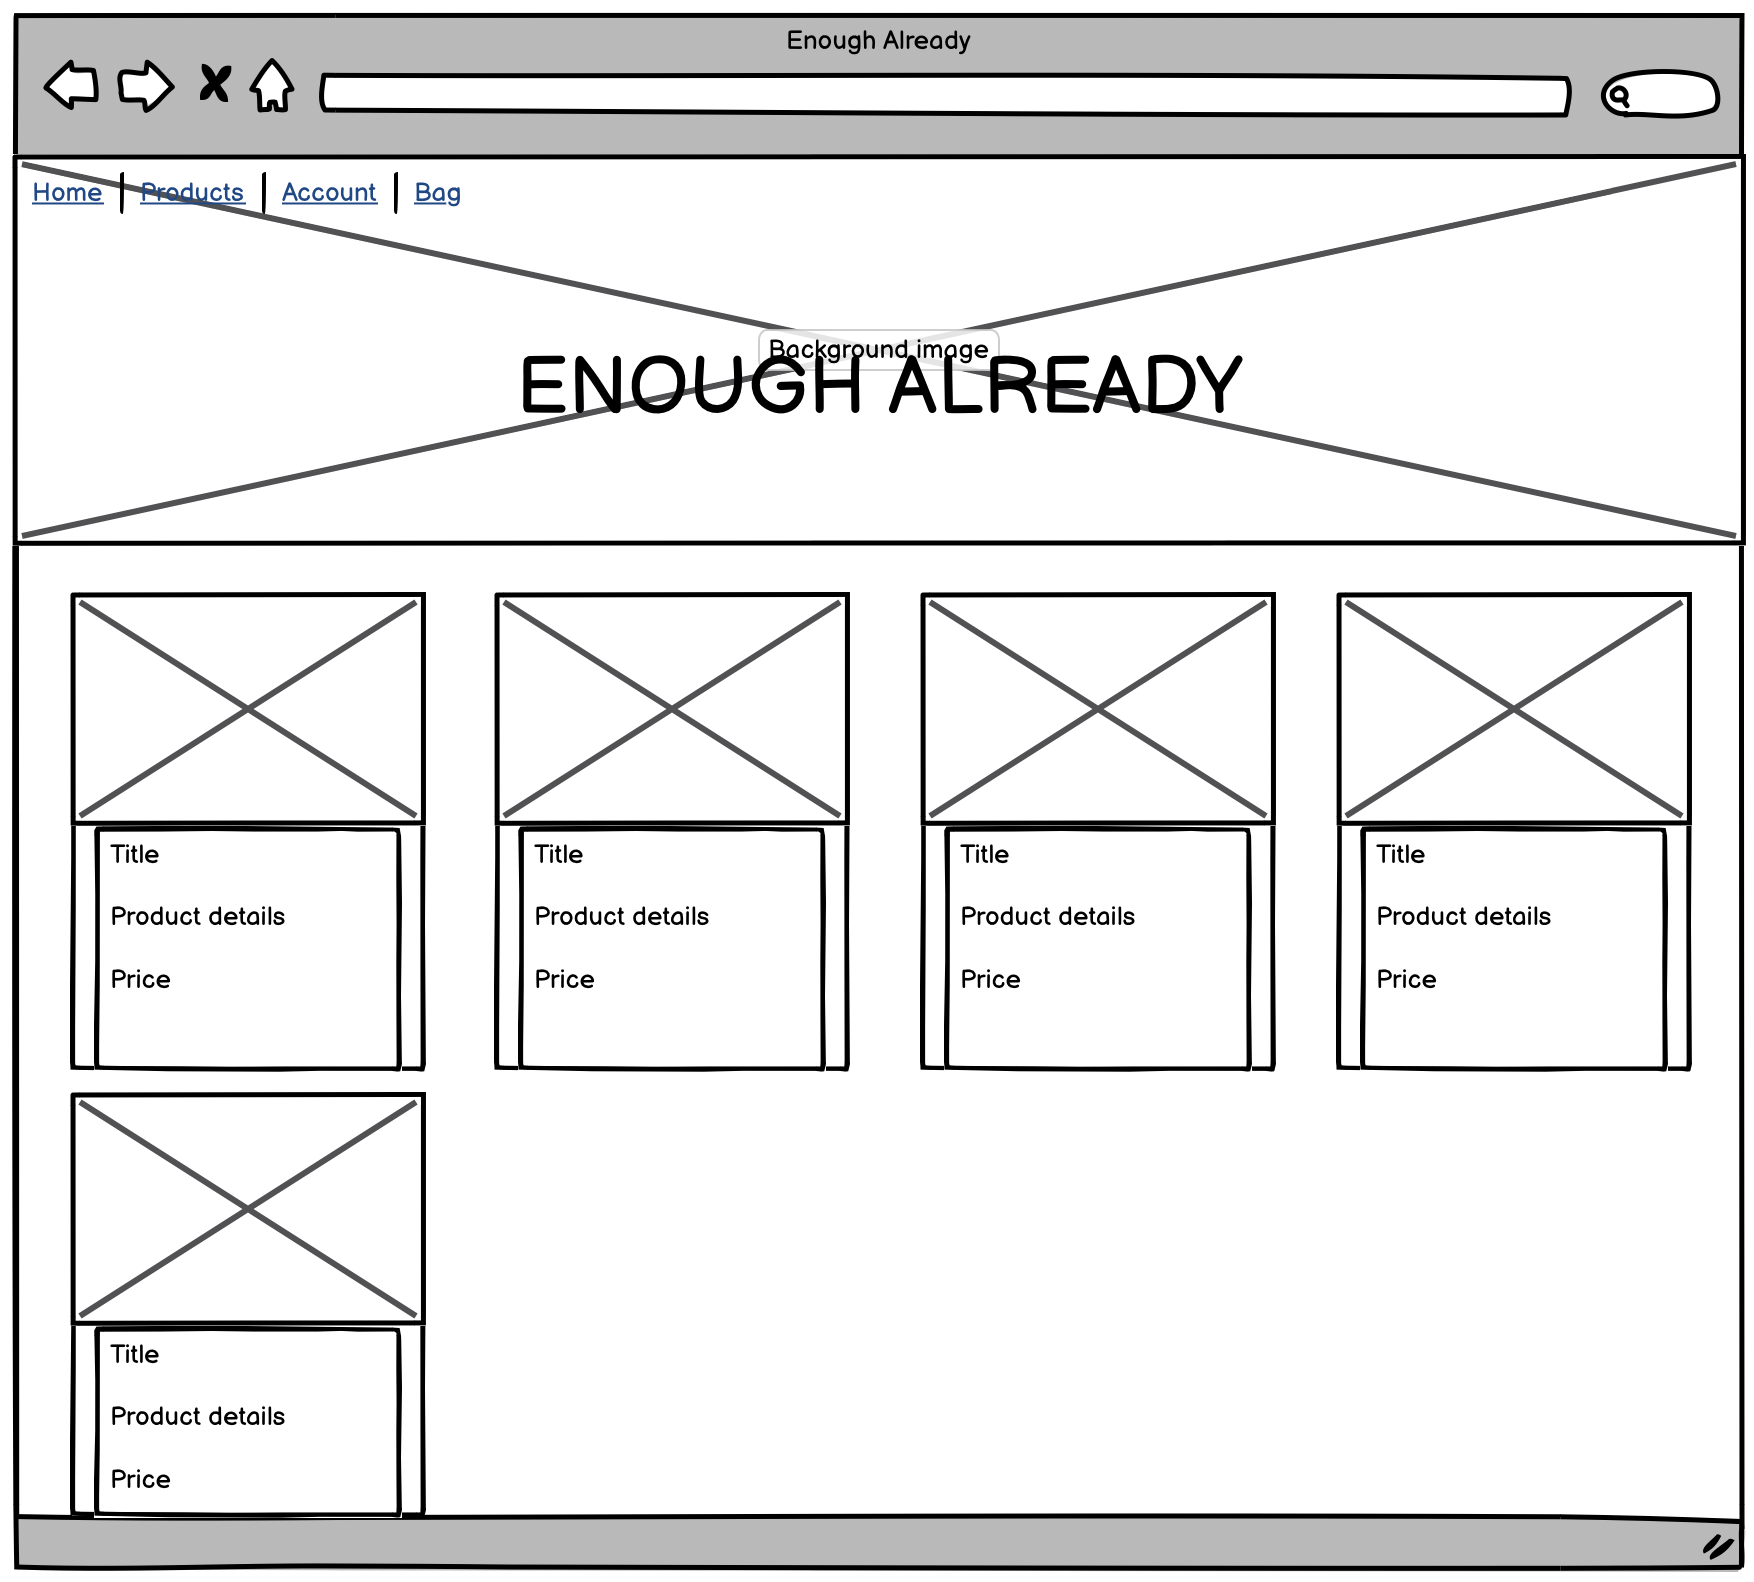 Enough Already
Home Products Account Bag
Background image
ENOUGH ALREADY
Title Title Title Title
Product details Product details Product details Product details
Price Price Price Price
Title
Product details
Price